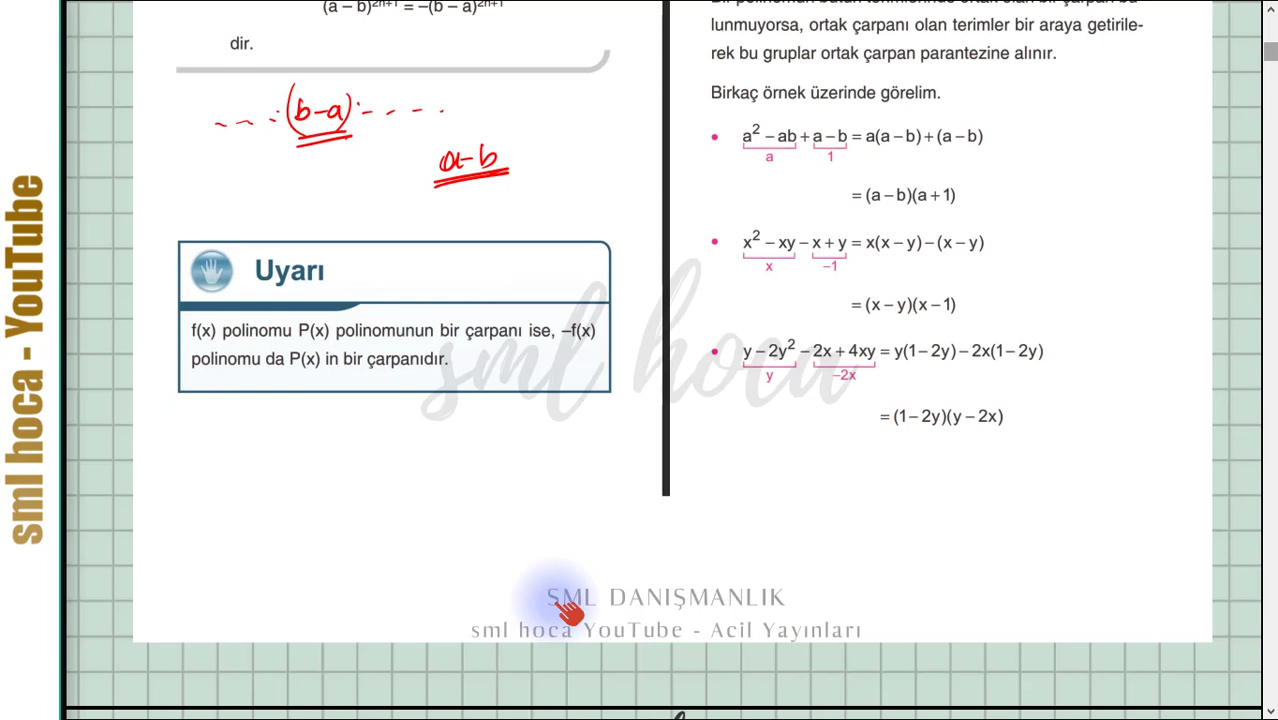 sml hoca - YouTube
(a – b)²ⁿ⁺¹ = –(b – a)²ⁿ⁺¹
dir.
(b–a)
a–b
Uyarı
f(x) polinomu P(x) polinomunun bir çarpanı ise, –f(x)
polinomu da P(x) in bir çarpanıdır.
lunmuyorsa, ortak çarpanı olan terimler bir araya getirile-
rek bu gruplar ortak çarpan parantezine alınır.
Birkaç örnek üzerinde görelim.
• a² – ab + a – b = a(a – b) + (a – b)
a 1
= (a – b)(a + 1)
• x² – xy – x + y = x(x – y) – (x – y)
x –1
= (x – y)(x – 1)
• y – 2y² – 2x + 4xy = y(1 – 2y) – 2x(1 – 2y)
y –2x
= (1 – 2y)(y – 2x)
sml hoca
SML DANIŞMANLIK
sml hoca YouTube - Acil Yayınları